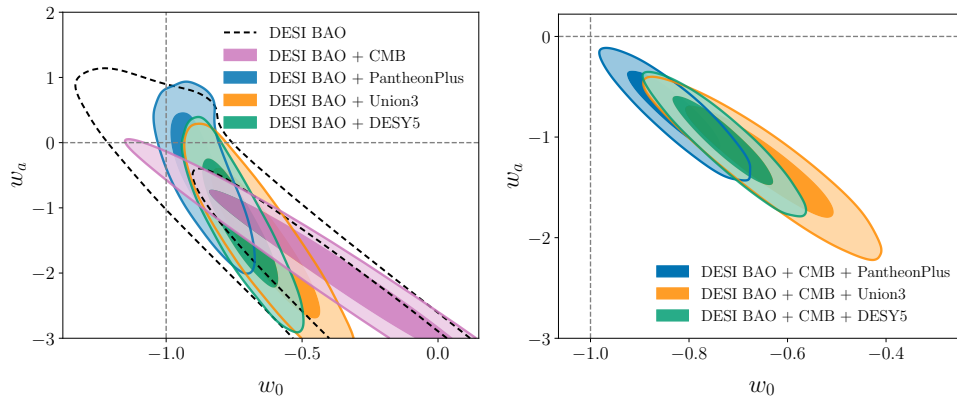 2
1
0
−1
−2
−3
w_a
−1.0
−0.5
0.0
w_0
DESI BAO
DESI BAO + CMB
DESI BAO + PantheonPlus
DESI BAO + Union3
DESI BAO + DESY5
0
−1
−2
−3
w_a
−1.0
−0.8
−0.6
−0.4
w_0
DESI BAO + CMB + PantheonPlus
DESI BAO + CMB + Union3
DESI BAO + CMB + DESY5